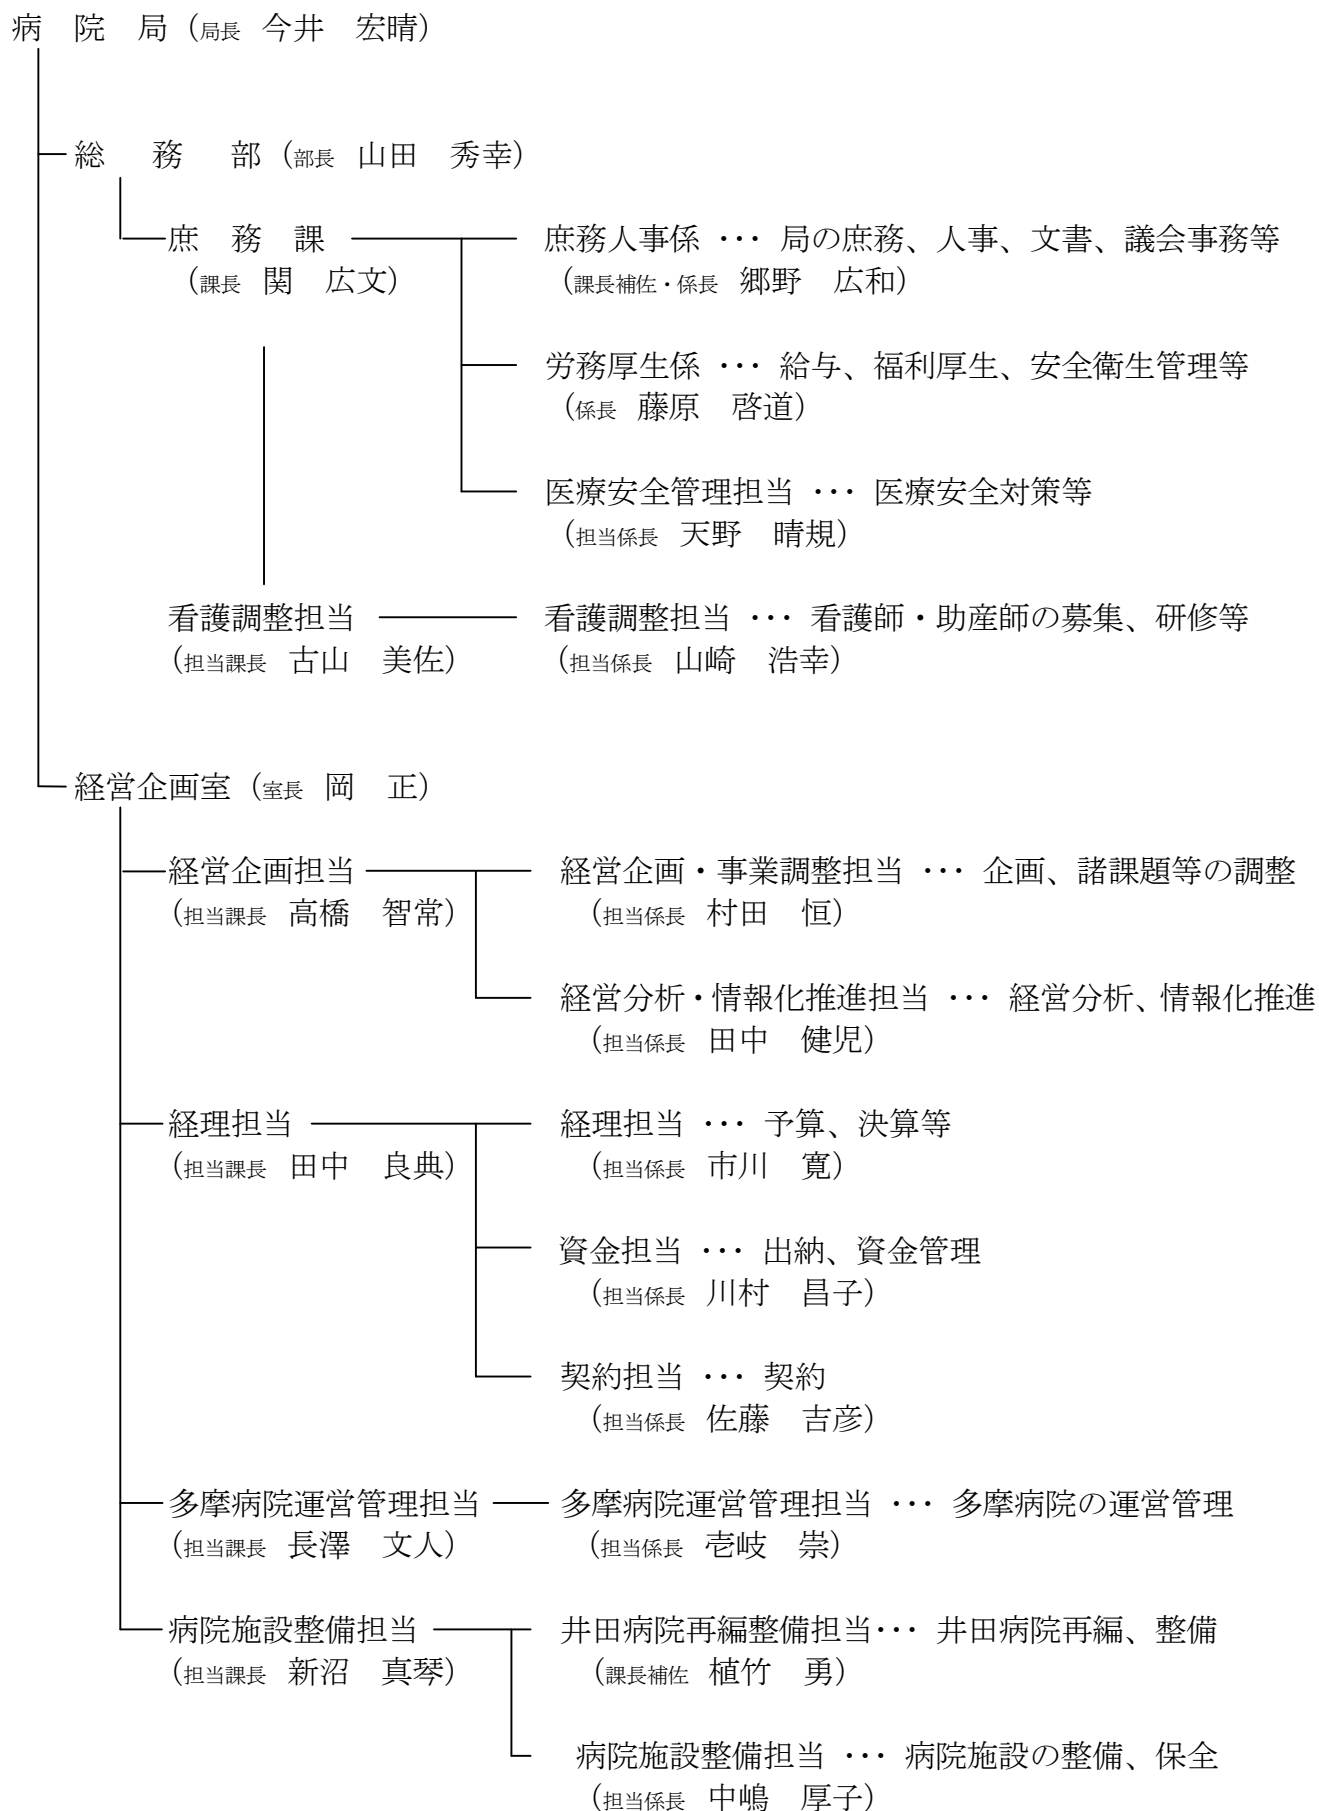 病　院　局（局長 今井　宏晴）
総　務　部（部長 山田　秀幸）
庶　務　課　庶務人事係 … 局の庶務、人事、文書、議会事務等
（課長 関　広文）　（課長補佐・係長 郷野　広和）
労務厚生係 … 給与、福利厚生、安全衛生管理等
（係長 藤原　啓道）
医療安全管理担当 … 医療安全対策等
（担当係長 天野　晴規）
看護調整担当　看護調整担当 … 看護師・助産師の募集、研修等
（担当課長 古山　美佐）　（担当係長 山崎　浩幸）
経営企画室（室長 岡　正）
経営企画担当　経営企画・事業調整担当 … 企画、諸課題等の調整
（担当課長 高橋　智常）　（担当係長 村田　恒）
経営分析・情報化推進担当 … 経営分析、情報化推進
（担当係長 田中　健児）
経理担当　経理担当 … 予算、決算等
（担当課長 田中　良典）　（担当係長 市川　寛）
資金担当 … 出納、資金管理
（担当係長 川村　昌子）
契約担当 … 契約
（担当係長 佐藤　吉彦）
多摩病院運営管理担当　多摩病院運営管理担当 … 多摩病院の運営管理
（担当課長 長澤　文人）　（担当係長 壱岐　崇）
病院施設整備担当　井田病院再編整備担当… 井田病院再編、整備
（担当課長 新沼　真琴）　（課長補佐 植竹　勇）
病院施設整備担当 … 病院施設の整備、保全
（担当係長 中嶋　厚子）